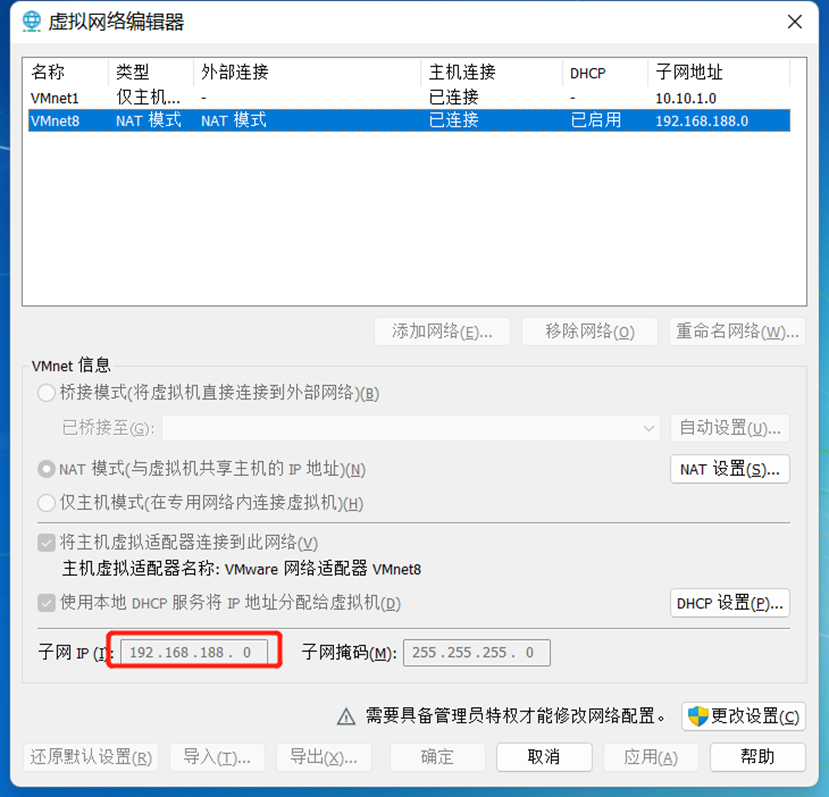 虚拟网络编辑器
名称 类型 外部连接 主机连接 DHCP 子网地址
VMnet1 仅主机... - 已连接 - 10.10.1.0
VMnet8 NAT 模式 NAT 模式 已连接 已启用 192.168.188.0
添加网络(E)... 移除网络(O) 重命名网络(W)...
VMnet 信息
桥接模式(将虚拟机直接连接到外部网络)(B)
已桥接至(G): 自动设置(U)...
NAT 模式(与虚拟机共享主机的 IP 地址)(N) NAT 设置(S)...
仅主机模式(在专用网络内连接虚拟机)(H)
将主机虚拟适配器连接到此网络(V)
主机虚拟适配器名称: VMware 网络适配器 VMnet8
使用本地 DHCP 服务将 IP 地址分配给虚拟机(D) DHCP 设置(P)...
子网 IP (I): 192 . 168 . 188 . 0 子网掩码(M): 255 . 255 . 255 . 0
需要具备管理员特权才能修改网络配置。 更改设置(C)
还原默认设置(R) 导入(T)... 导出(X)... 确定 取消 应用(A) 帮助